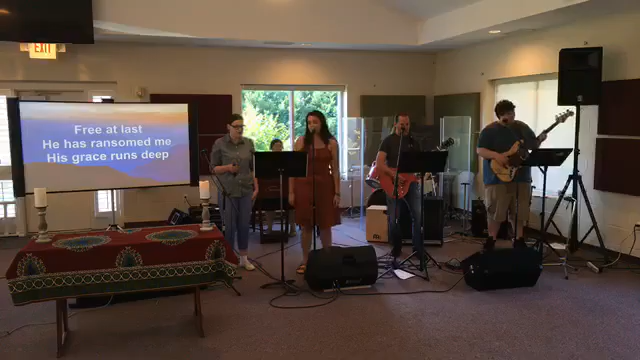 EXIT
Free at last
He has ransomed me
His grace runs deep